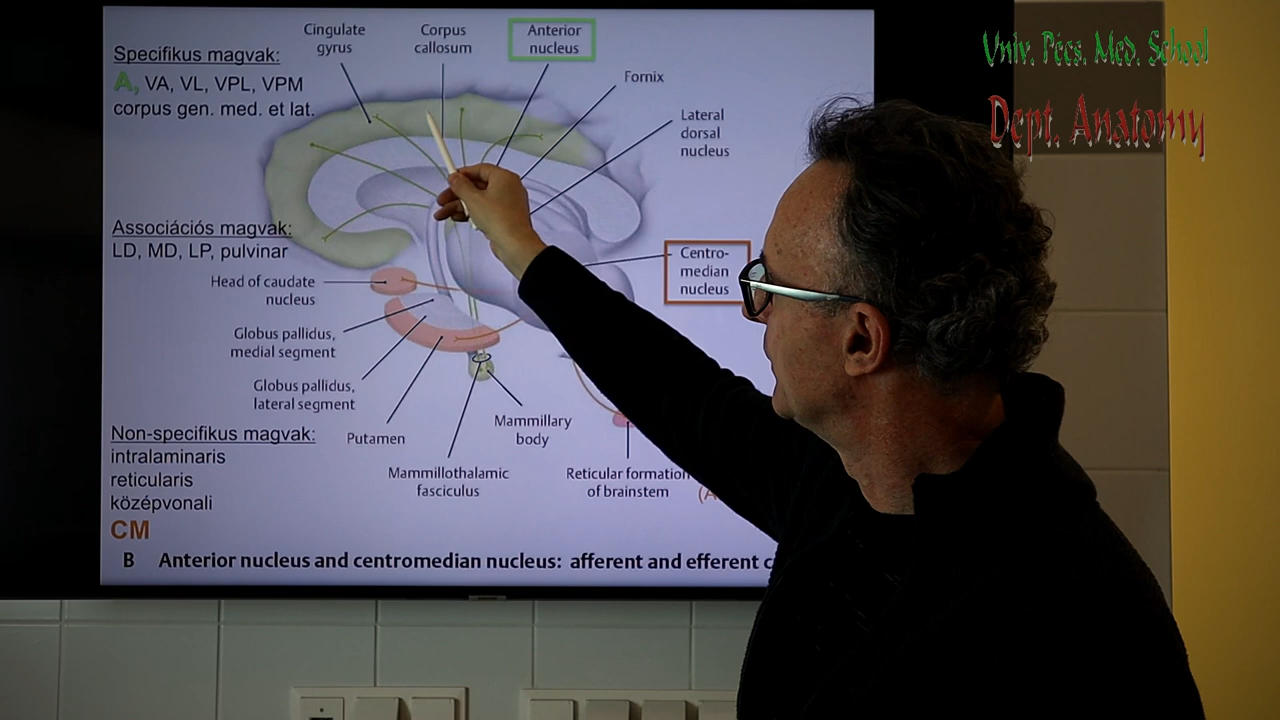 Univ. Pécs. Med. School
Dept. Anatomy
Specifikus magvak:
A, VA, VL, VPL, VPM
corpus gen. med. et lat.
Cingulate
gyrus
Corpus
callosum
Anterior
nucleus
Fornix
Lateral
dorsal
nucleus
Associációs magvak:
LD, MD, LP, pulvinar
Centro-
median
nucleus
Head of caudate
nucleus
Globus pallidus,
medial segment
Globus pallidus,
lateral segment
Putamen
Mammillothalamic
fasciculus
Mammillary
body
Reticular formation
of brainstem
Non-specifikus magvak:
intralaminaris
reticularis
középvonali
CM
B Anterior nucleus and centromedian nucleus: afferent and efferent